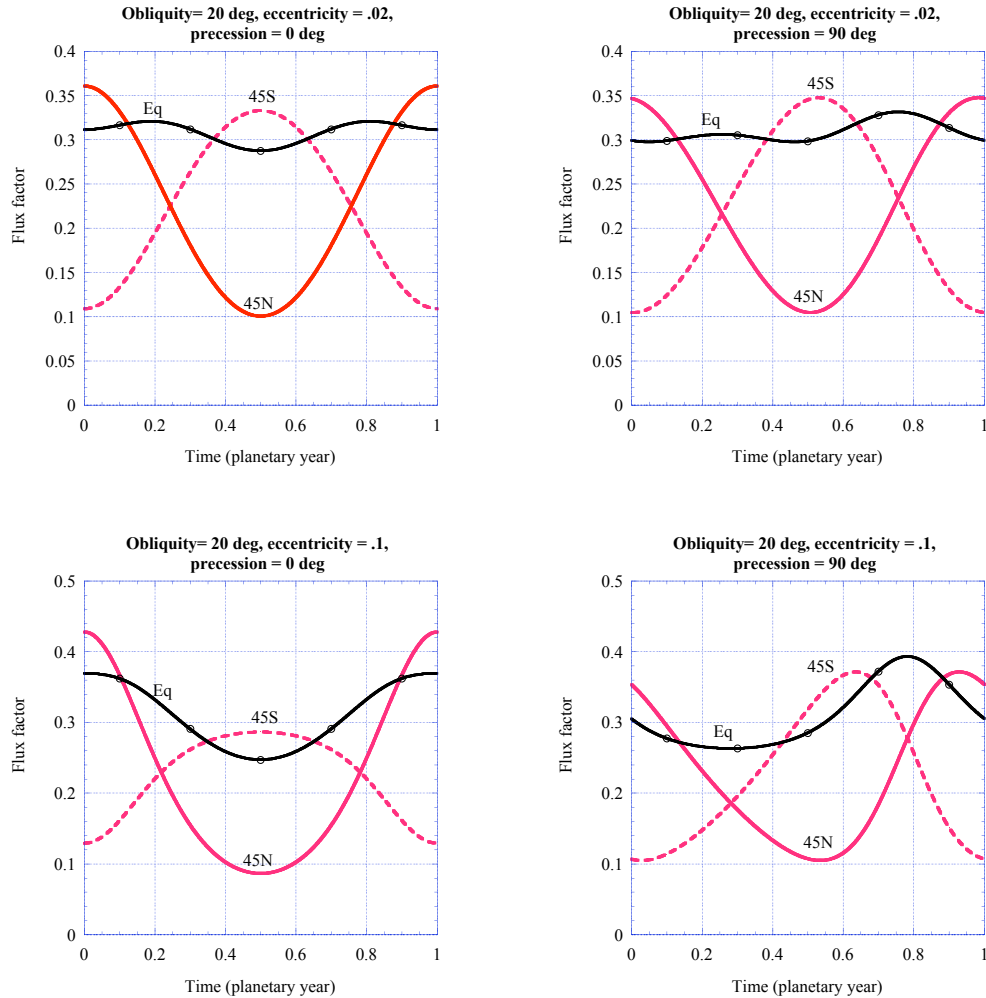 Obliquity= 20 deg, eccentricity = .02,
precession = 0 deg
0.4
0.35
0.3
0.25
0.2
0.15
0.1
0.05
0
Flux factor
Eq
45S
45N
0
0.2
0.4
0.6
0.8
1
Time (planetary year)
Obliquity= 20 deg, eccentricity = .02,
precession = 90 deg
0.4
0.35
0.3
0.25
0.2
0.15
0.1
0.05
0
Flux factor
45S
Eq
45N
0
0.2
0.4
0.6
0.8
1
Time (planetary year)
Obliquity= 20 deg, eccentricity = .1,
precession = 0 deg
0.5
0.4
0.3
0.2
0.1
0
Flux factor
Eq
45S
45N
0
0.2
0.4
0.6
0.8
1
Time (planetary year)
Obliquity= 20 deg, eccentricity = .1,
precession = 90 deg
0.5
0.4
0.3
0.2
0.1
0
Flux factor
45S
Eq
45N
0
0.2
0.4
0.6
0.8
1
Time (planetary year)